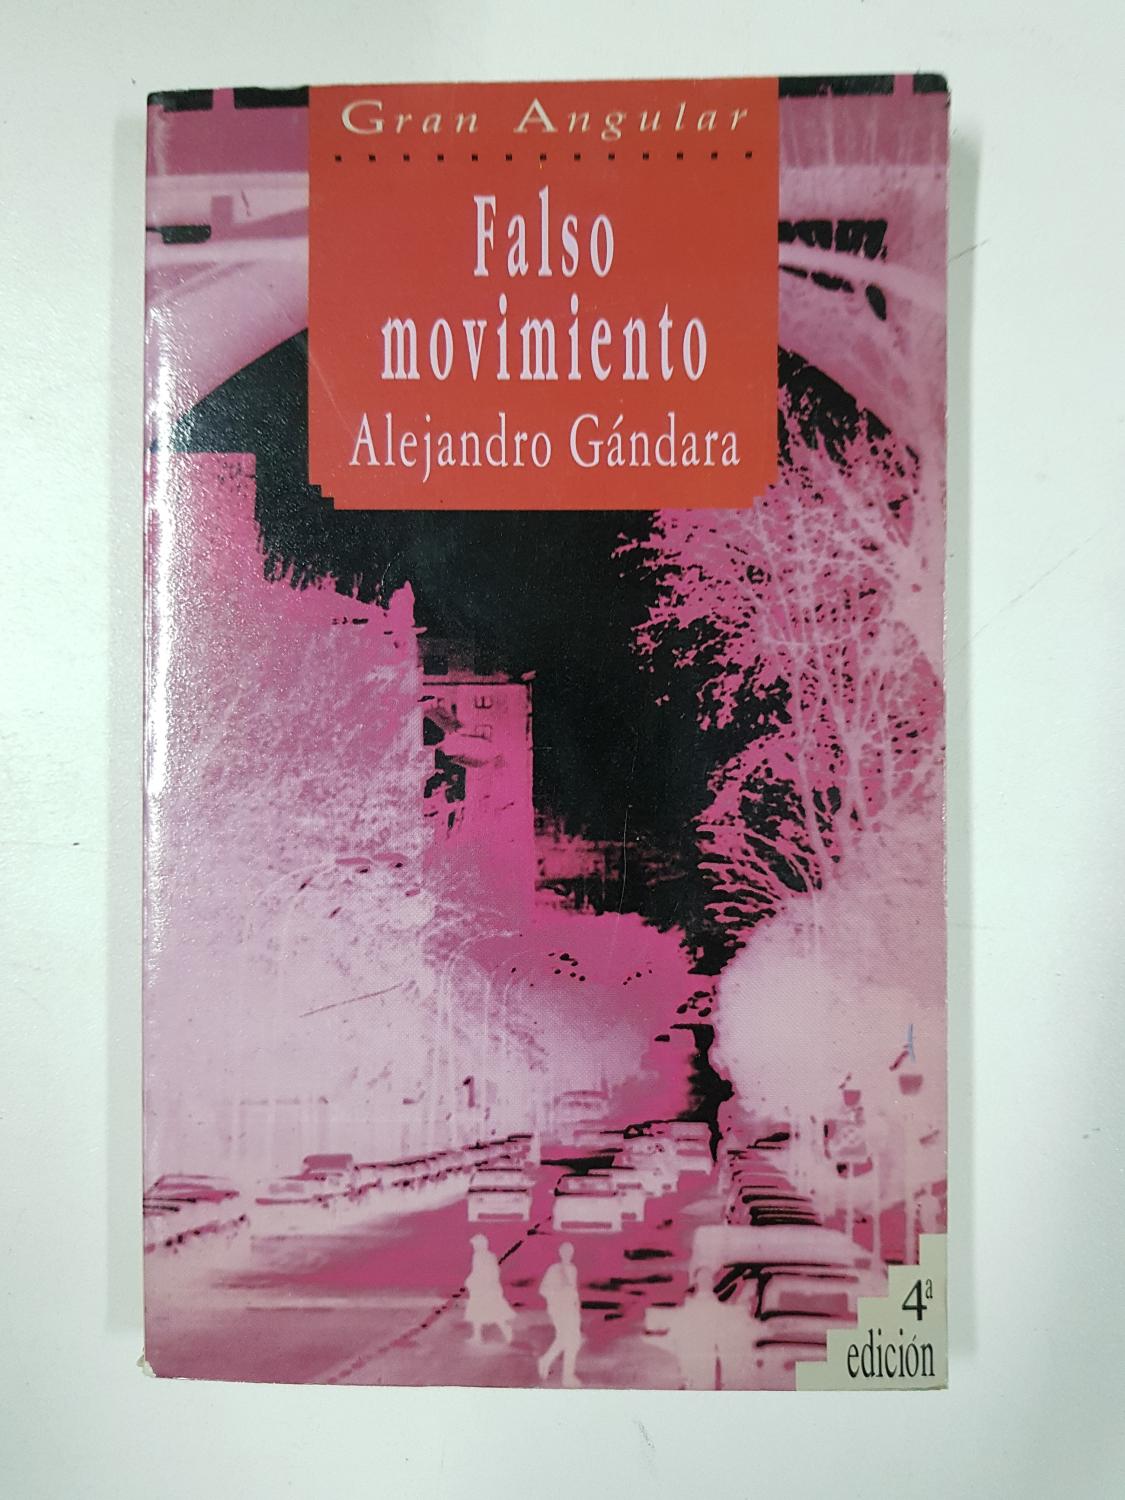 Gran Angular
Falso
movimiento
Alejandro Gándara
4ª
edición